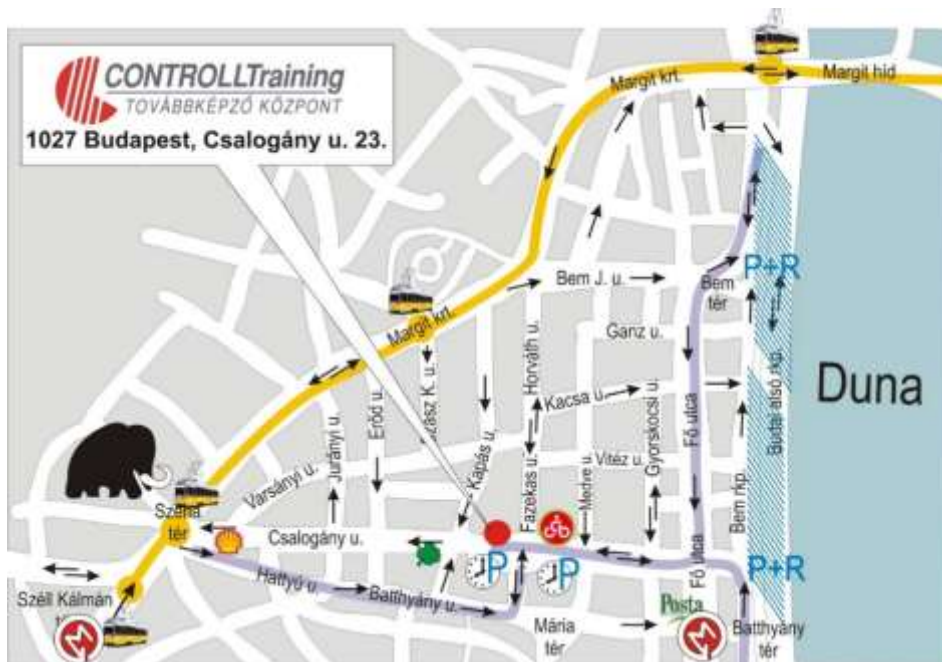 CONTROLLTraining
TOVÁBBKÉPZŐ KÖZPONT
1027 Budapest, Csalogány u. 23.
Margit krt.
Margit híd
Bem J. u.
Bem
tér
P+R
Margit krt.
Ganz u.
Horváth u.
Kacsa u.
Duna
Jurányi u.
Erőd u.
Szász K. u.
Kapás u.
Fazekas u.
Medve u.
Vitéz u.
Gyorskocsi u.
Fő utca
Bem rkp.
Budai alsó rkp.
Varsányi u.
Széna
tér
Csalogány u.
P
P
Fő utca
P+R
Hattyú u.
Batthyány u.
Széll Kálmán
Mária
tér
Posta
Batthyány
tér